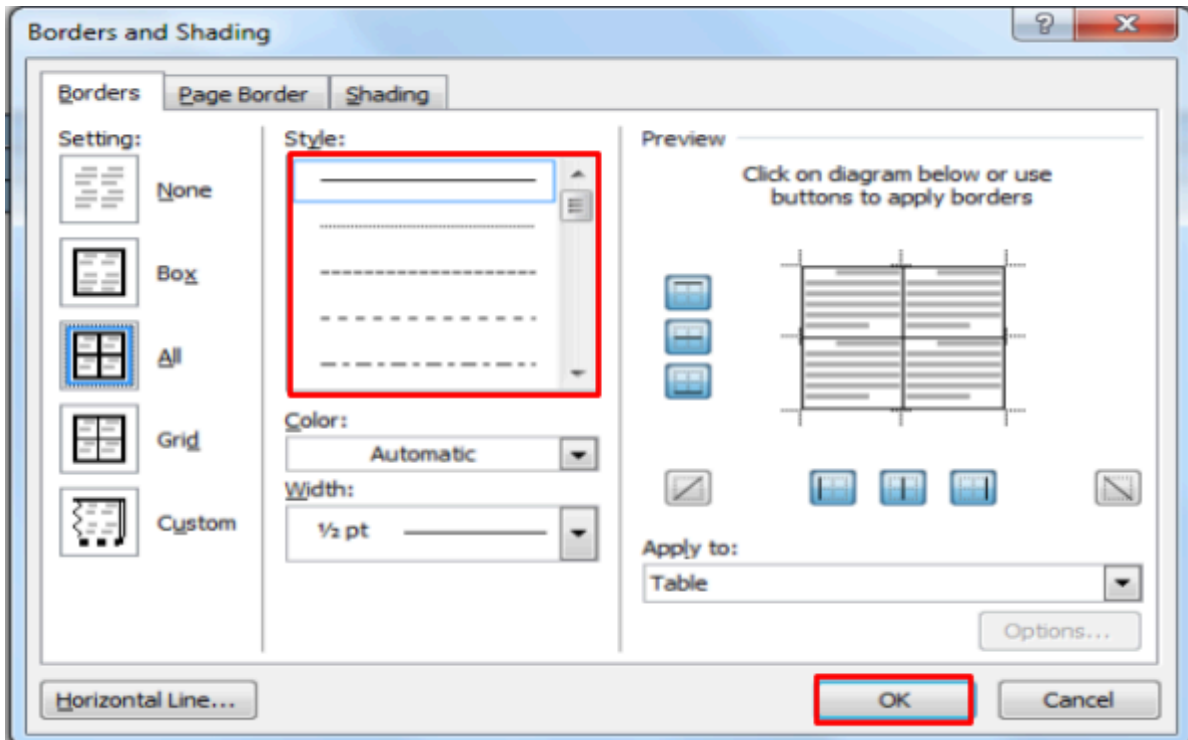 Borders and Shading
Borders
Page Border
Shading
Setting:
None
Box
All
Grid
Custom
Style:
Color:
Automatic
Width:
½ pt
Preview
Click on diagram below or use
buttons to apply borders
Apply to:
Table
Options...
Horizontal Line...
OK
Cancel